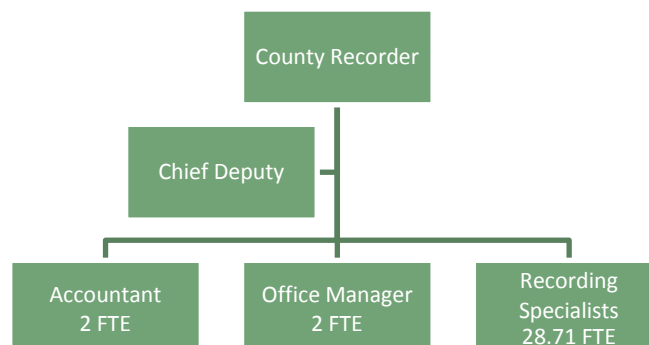 County Recorder
Chief Deputy
Accountant
2 FTE
Office Manager
2 FTE
Recording
Specialists
28.71 FTE